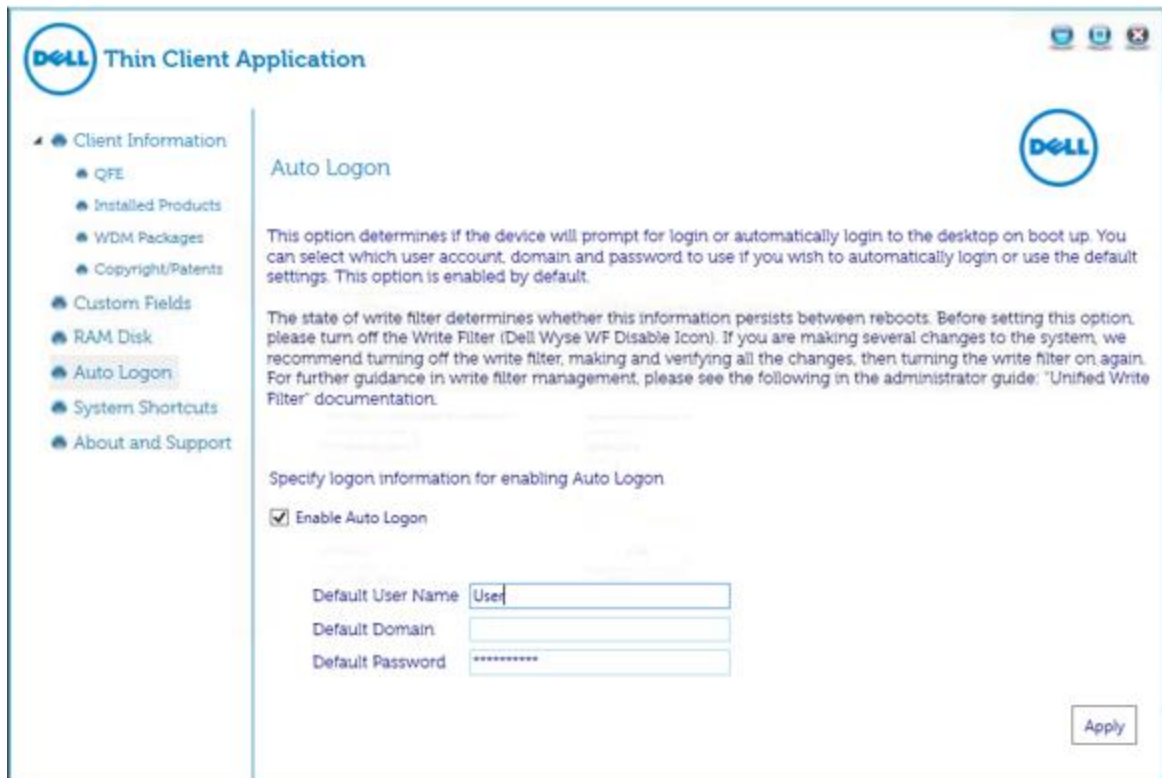 DELL Thin Client Application
Client Information
QFE
Installed Products
WDM Packages
Copyright/Patents
Custom Fields
RAM Disk
Auto Logon
System Shortcuts
About and Support
DELL
Auto Logon
This option determines if the device will prompt for login or automatically login to the desktop on boot up. You
can select which user account, domain and password to use if you wish to automatically login or use the default
settings. This option is enabled by default.
The state of write filter determines whether this information persists between reboots. Before setting this option,
please turn off the Write Filter (Dell Wyse WF Disable Icon). If you are making several changes to the system, we
recommend turning off the write filter, making and verifying all the changes, then turning the write filter on again.
For further guidance in write filter management, please see the following in the administrator guide: "Unified Write
Filter" documentation.
Specify logon information for enabling Auto Logon
Enable Auto Logon
Default User Name User
Default Domain
Default Password **********
Apply